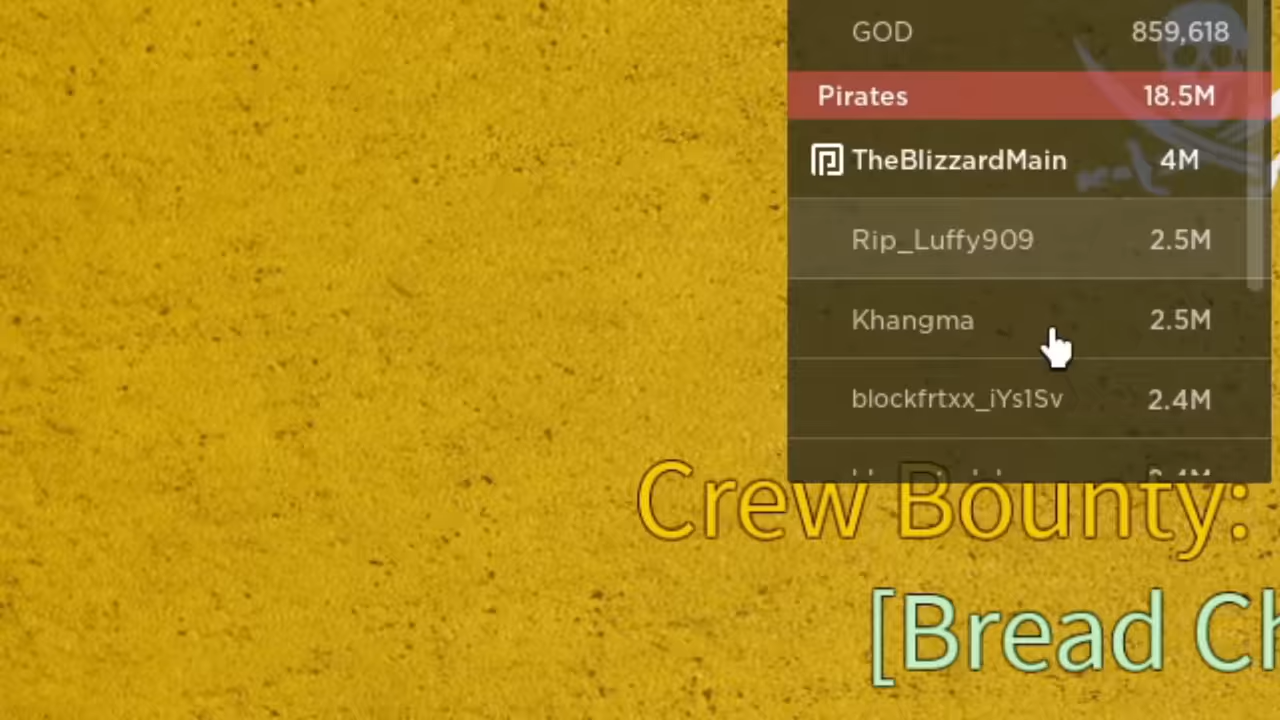 GOD 859,618
Pirates 18.5M
TheBlizzardMain 4M
Rip_Luffy909 2.5M
Khangma 2.5M
blockfrtxx_iYs1Sv 2.4M
Crew Bounty:
[Bread Ch